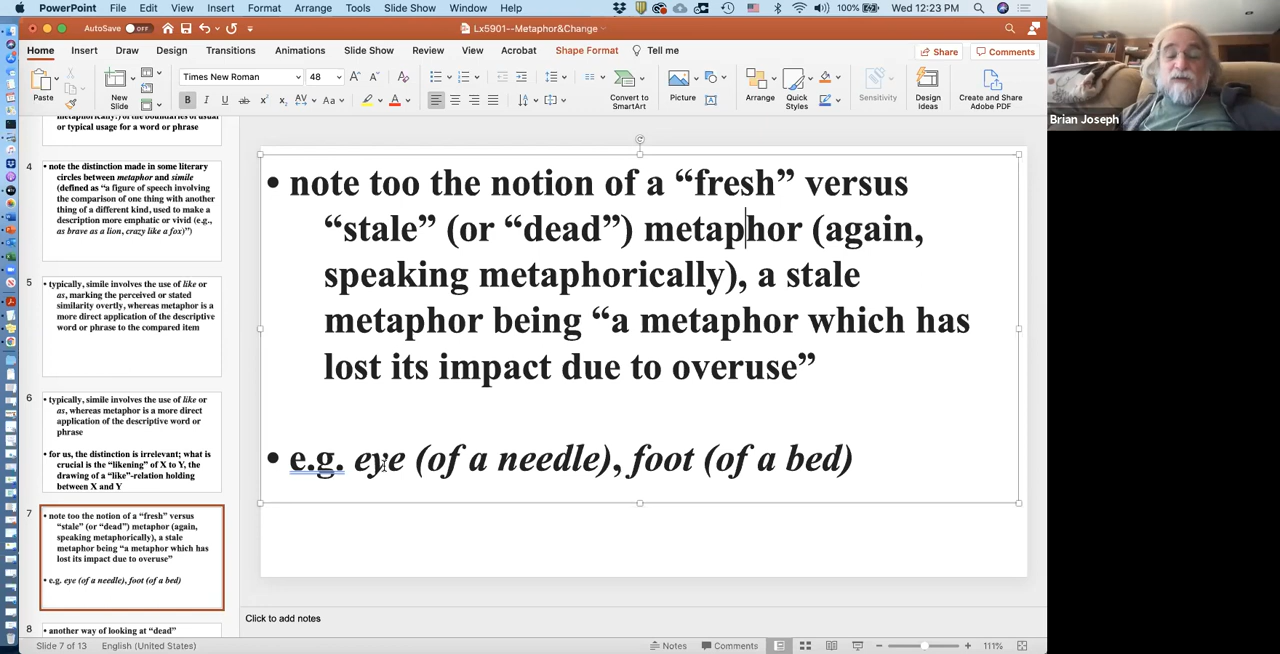 PowerPoint File Edit View Insert Format Arrange Tools Slide Show Window Help 100% Wed 12:23 PM
AutoSave OFF Lx5901--Metaphor&Change
Home Insert Draw Design Transitions Animations Slide Show Review View Acrobat Shape Format Tell me Share Comments
Times New Roman 48
Paste New Slide Convert to SmartArt Picture Arrange Quick Styles Sensitivity Design Ideas Create and Share Adobe PDF
Brian Joseph
usual
or typical usage for a word or phrase
4
• note the distinction made in some literary
circles between metaphor and simile
(defined as “a figure of speech involving
the comparison of one thing with another
thing of a different kind, used to make a
description more emphatic or vivid (e.g.,
as brave as a lion, crazy like a fox)”)
5
• typically, simile involves the use of like or
as, marking the perceived or stated
similarity overtly, whereas metaphor is a
more direct application of the descriptive
word or phrase to the compared item
6
• typically, simile involves the use of like or
as, whereas metaphor is a more direct
application of the descriptive word or
phrase
• for us, the distinction is irrelevant; what is
crucial is the “likening” of X to Y, the
drawing of a “like”-relation holding
between X and Y
7
• note too the notion of a “fresh” versus
“stale” (or “dead”) metaphor (again,
speaking metaphorically), a stale
metaphor being “a metaphor which has
lost its impact due to overuse”
• e.g. eye (of a needle), foot (of a bed)
8
• another way of looking at “dead”
• note too the notion of a “fresh” versus
“stale” (or “dead”) metaphor (again,
speaking metaphorically), a stale
metaphor being “a metaphor which has
lost its impact due to overuse”
• e.g. eye (of a needle), foot (of a bed)
Click to add notes
Slide 7 of 13 English (United States) Notes Comments 111%